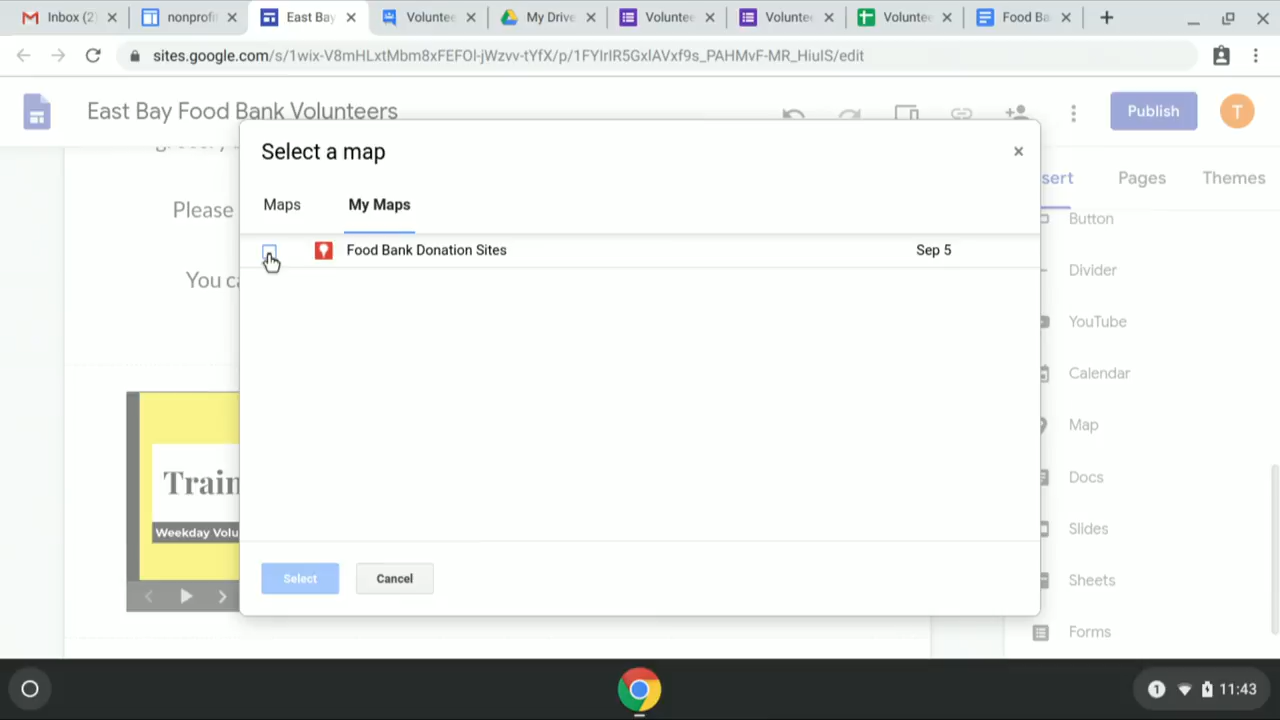 Inbox (2)
nonprofi
East Bay
Voluntee
My Drive
Voluntee
Voluntee
Voluntee
Food Ba
sites.google.com/s/1wix-V8mHLxtMbm8xFEFOl-jWzvv-tYfX/p/1FYIrIR5GxIAVxf9s_PAHMvF-MR_HiuIS/edit
East Bay Food Bank Volunteers
Publish
T
Select a map
Maps
My Maps
Food Bank Donation Sites
Sep 5
Select
Cancel
Please
You ca
Train
Weekday Volu
sert
Pages
Themes
Button
Divider
YouTube
Calendar
Map
Docs
Slides
Sheets
Forms
1
11:43